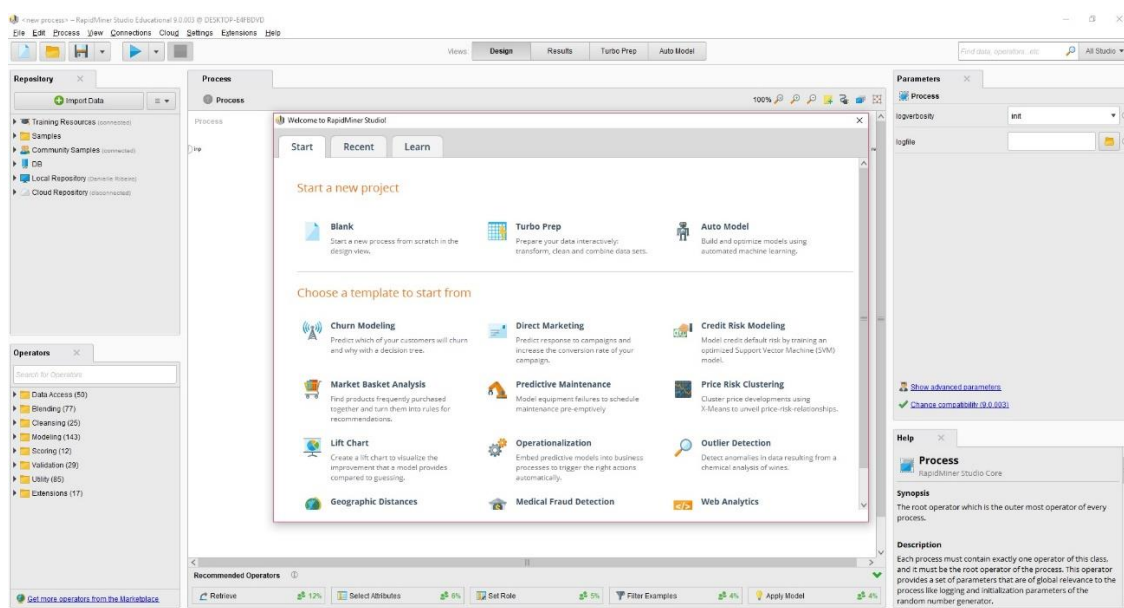 <new process> – RapidMiner Studio Educational 9.0.003 @ DESKTOP-E4FBDVD
File Edit Process View Connections Cloud Settings Extensions Help
Views: Design Results Turbo Prep Auto Model
Find data, operators...etc All Studio
Repository
Import Data
Training Resources (connected)
Samples
Community Samples (connected)
DB
Local Repository (Danielle Ribeiro)
Cloud Repository (disconnected)
Operators
Search for Operators
Data Access (50)
Blending (77)
Cleansing (25)
Modeling (143)
Scoring (12)
Validation (29)
Utility (85)
Extensions (17)
Get more operators from the Marketplace
Process
Process
100%
Process
inp
Welcome to RapidMiner Studio!
Start Recent Learn
Start a new project
Blank
Start a new process from scratch in the
design view.
Turbo Prep
Prepare your data interactively:
transform, clean and combine data sets.
Auto Model
Build and optimize models using
automated machine learning.
Choose a template to start from
Churn Modeling
Predict which of your customers will churn
and why with a decision tree.
Direct Marketing
Predict response to campaigns and
increase the conversion rate of your
campaign.
Credit Risk Modeling
Model credit default risk by training an
optimized Support Vector Machine (SVM)
model.
Market Basket Analysis
Find products frequently purchased
together and turn them into rules for
recommendations.
Predictive Maintenance
Model equipment failures to schedule
maintenance pre-emptively
Price Risk Clustering
Cluster price developments using
X-Means to unveil price-risk-relationships.
Lift Chart
Create a lift chart to visualize the
improvement that a model provides
compared to guessing.
Operationalization
Embed predictive models into business
processes to trigger the right actions
automatically.
Outlier Detection
Detect anomalies in data resulting from a
chemical analysis of wines.
Geographic Distances
Medical Fraud Detection
Web Analytics
Recommended Operators
Retrieve 12%
Select Attributes 6%
Set Role 5%
Filter Examples 4%
Apply Model 4%
Parameters
Process
logverbosity init
logfile
Show advanced parameters
Change compatibility (9.0.003)
Help
Process
RapidMiner Studio Core
Synopsis
The root operator which is the outer most operator of every
process.
Description
Each process must contain exactly one operator of this class,
and it must be the root operator of the process. This operator
provides a set of parameters that are of global relevance to the
process like logging and initialization parameters of the
random number generator.